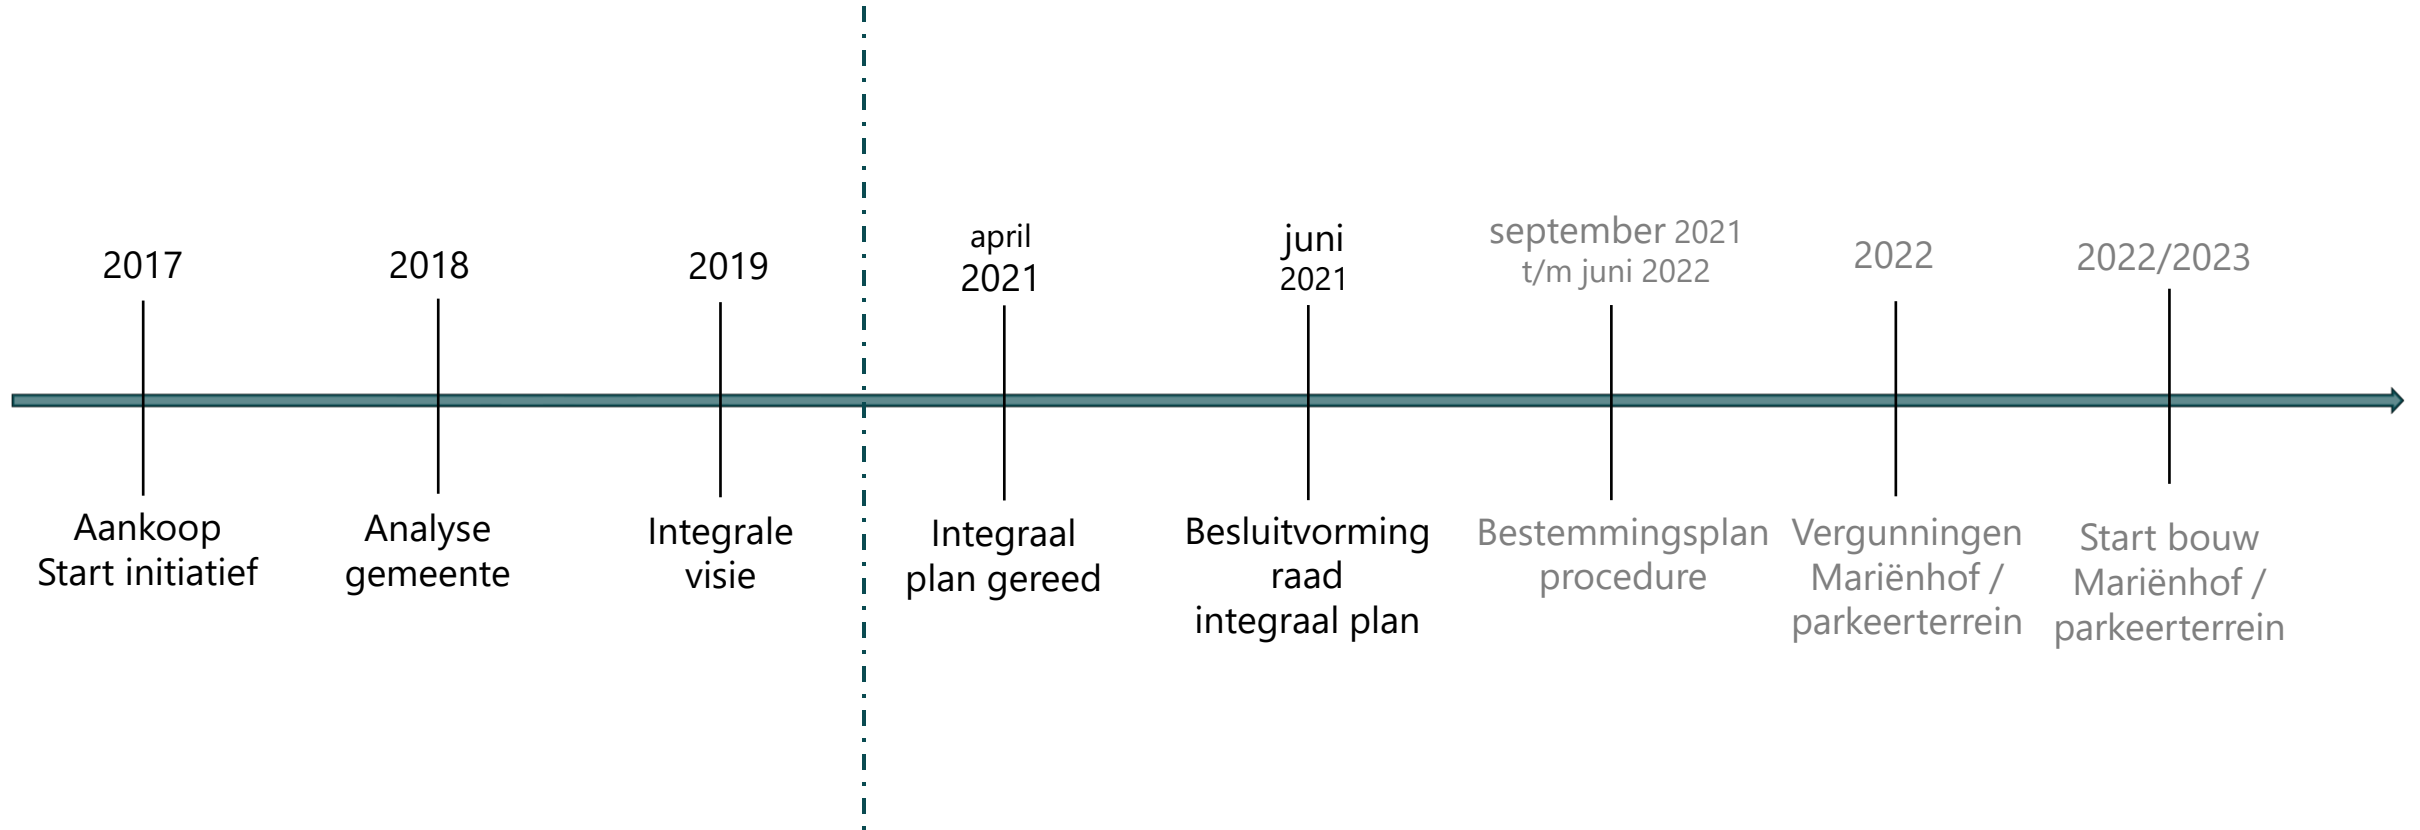 2017
2018
2019
april
2021
juni
2021
september 2021
t/m juni 2022
2022
2022/2023
Aankoop
Start initiatief
Analyse
gemeente
Integrale
visie
Integraal
plan gereed
Besluitvorming
raad
integraal plan
Bestemmingsplan
procedure
Vergunningen
Mariënhof /
parkeerterrein
Start bouw
Mariënhof /
parkeerterrein